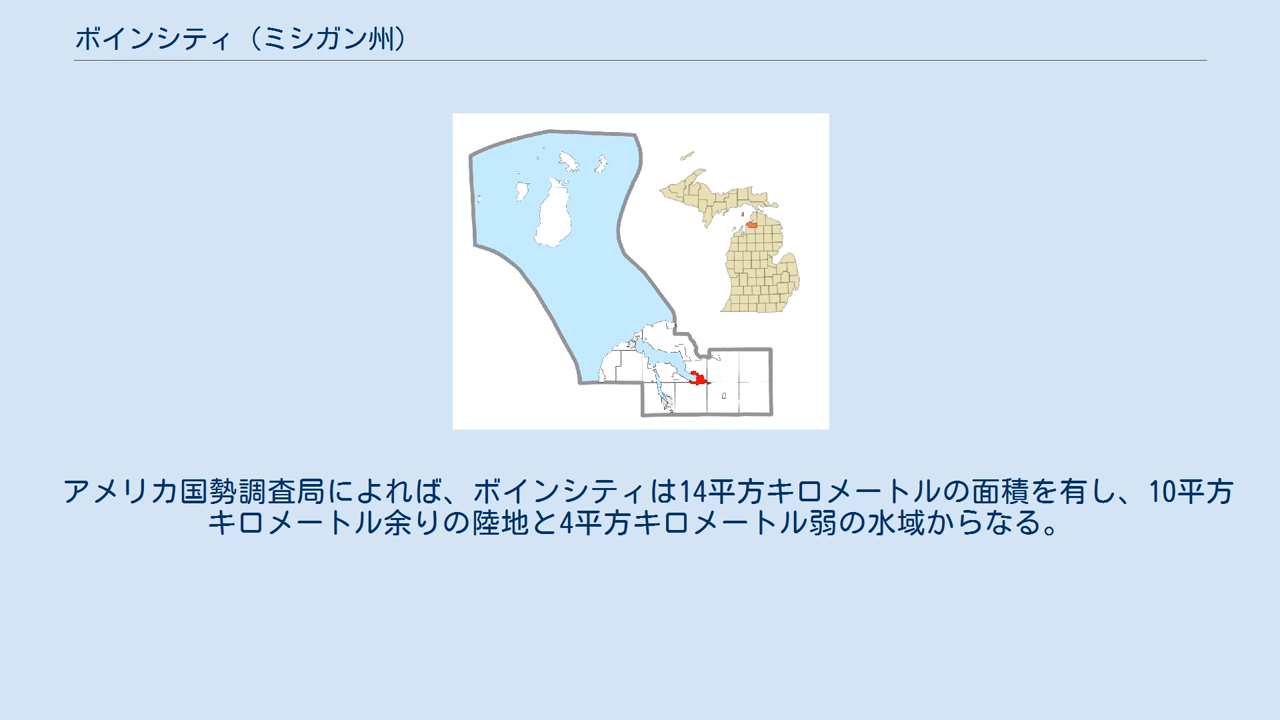 ボインシティ（ミシガン州）
アメリカ国勢調査局によれば、ボインシティは14平方キロメートルの面積を有し、10平方
キロメートル余りの陸地と4平方キロメートル弱の水域からなる。